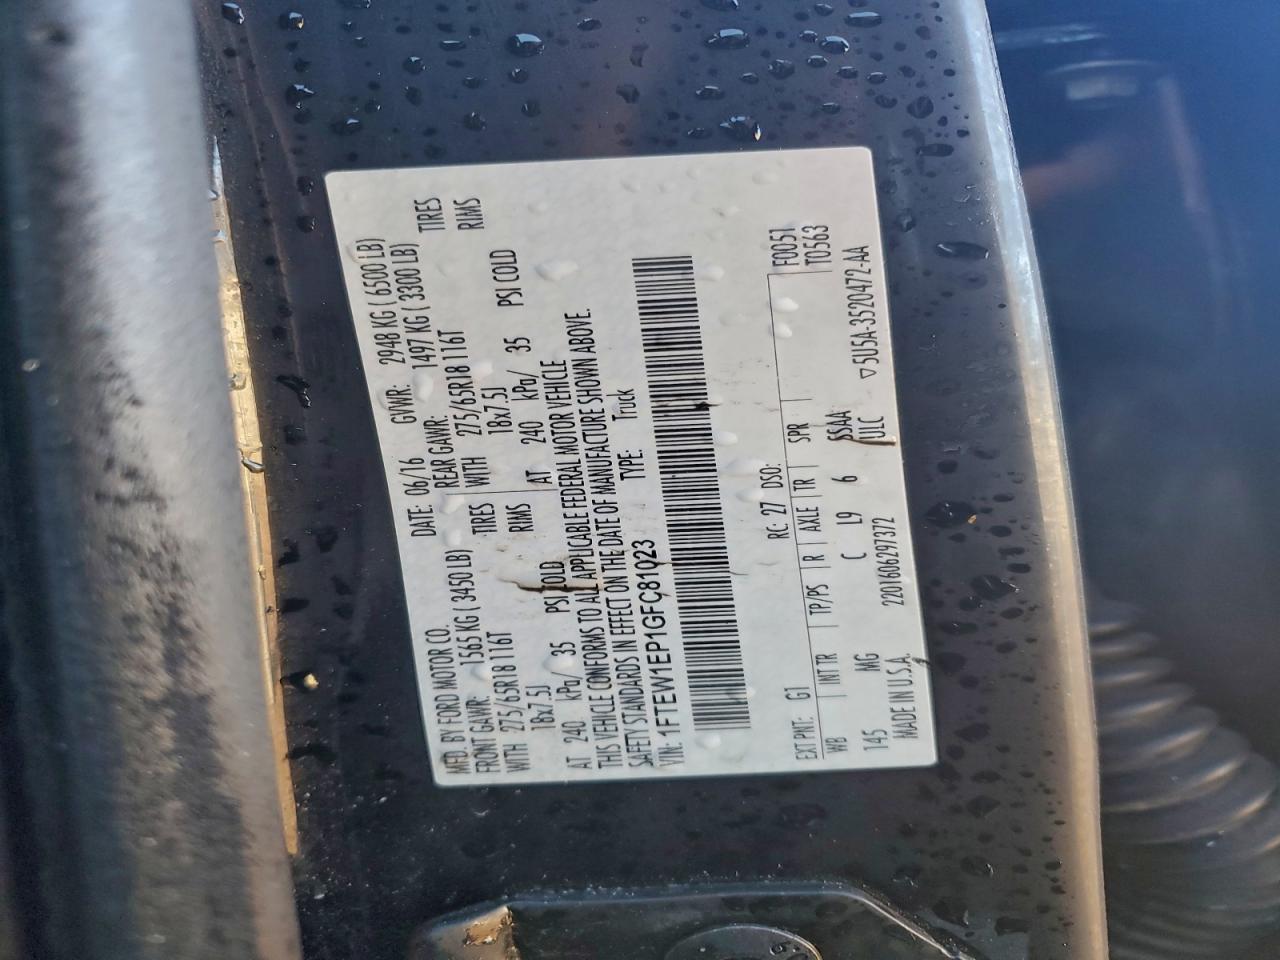 MFD. BY FORD MOTOR CO.
DATE: 06/16 GVWR: 2948 KG ( 6500 LB)
FRONT GAWR: 1565 KG ( 3450 LB) REAR GAWR: 1497 KG ( 3300 LB)
WITH 275/65R18 116T TIRES WITH 275/65R18 116T TIRES
18x7.5J RIMS 18x7.5J RIMS
AT 240 kPa/ 35 PSI COLD AT 240 kPa/ 35 PSI COLD
THIS VEHICLE CONFORMS TO ALL APPLICABLE FEDERAL MOTOR VEHICLE
SAFETY STANDARDS IN EFFECT ON THE DATE OF MANUFACTURE SHOWN ABOVE.
VIN: 1FTEW1EP1GFC81023 TYPE: Truck
F0051
T0563
EXT PNT: G1 RC: 27 DSO:
WB INT TR TP/PS R AXLE TR SPR
145 MG C L9 6 SSAA
MADE IN U.S.A. 2201606297372 ULC
▽5U5A-3520472-AA